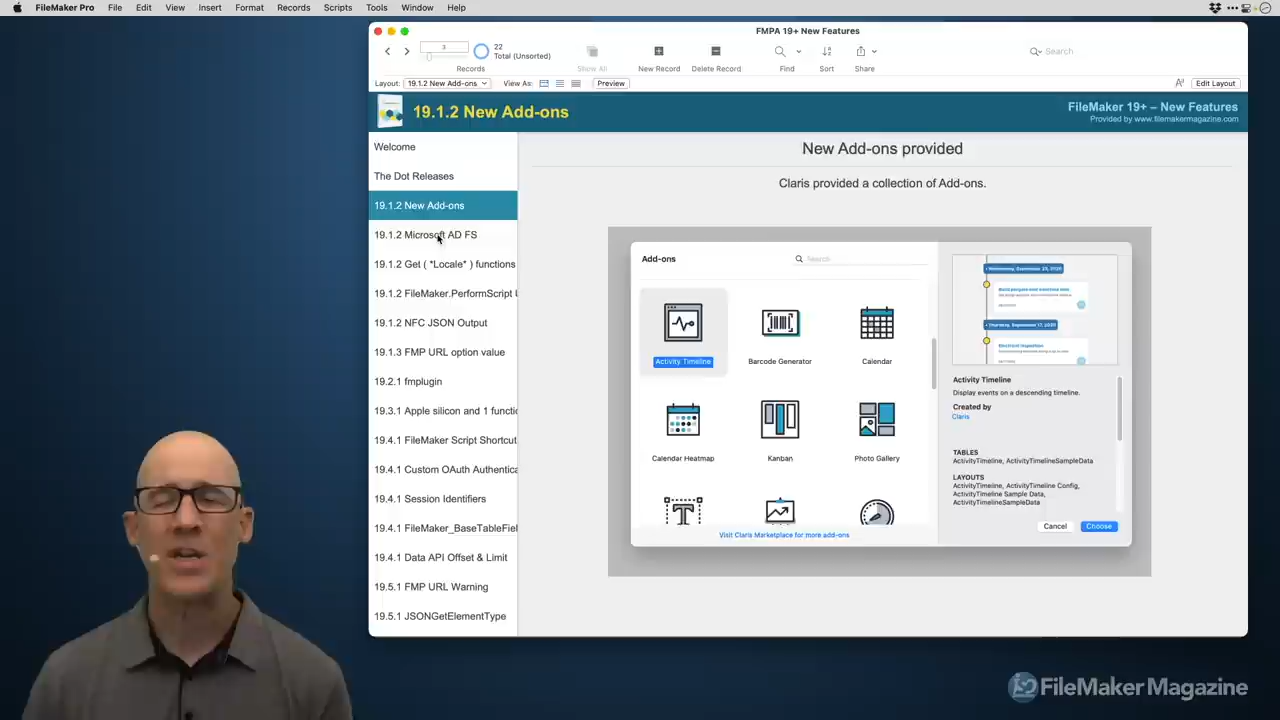 FileMaker Pro File Edit View Insert Format Records Scripts Tools Window Help
FMPA 19+ New Features
3
22
Total (Unsorted)
Records
Show All
New Record
Delete Record
Find
Sort
Share
Search
Layout: 19.1.2 New Add-ons
View As:
Preview
Edit Layout
19.1.2 New Add-ons
FileMaker 19+ – New Features
Provided by www.filemakermagazine.com
Welcome
The Dot Releases
19.1.2 New Add-ons
19.1.2 Microsoft AD FS
19.1.2 Get ( *Locale* ) functions
19.1.2 FileMaker.PerformScript
19.1.2 NFC JSON Output
19.1.3 FMP URL option value
19.2.1 fmplugin
19.3.1 Apple silicon and 1 functio
19.4.1 FileMaker Script Shortcut
19.4.1 Custom OAuth Authentica
19.4.1 Session Identifiers
19.4.1 FileMaker_BaseTableFiel
19.4.1 Data API Offset & Limit
19.5.1 FMP URL Warning
19.5.1 JSONGetElementType
New Add-ons provided
Claris provided a collection of Add-ons.
Add-ons
Search
Activity Timeline
Barcode Generator
Calendar
Calendar Heatmap
Kanban
Photo Gallery
T
Visit Claris Marketplace for more add-ons
Thursday, September 17, 2020
Electrical Inspection
Activity Timeline
Display events on a descending timeline.
Created by
Claris
TABLES
ActivityTimeline, ActivityTimelineSampleData
LAYOUTS
ActivityTimeline, ActivityTimeline Config,
ActivityTimeline Sample Data,
ActivityTimelineSampleData
Cancel
Choose
FileMaker Magazine